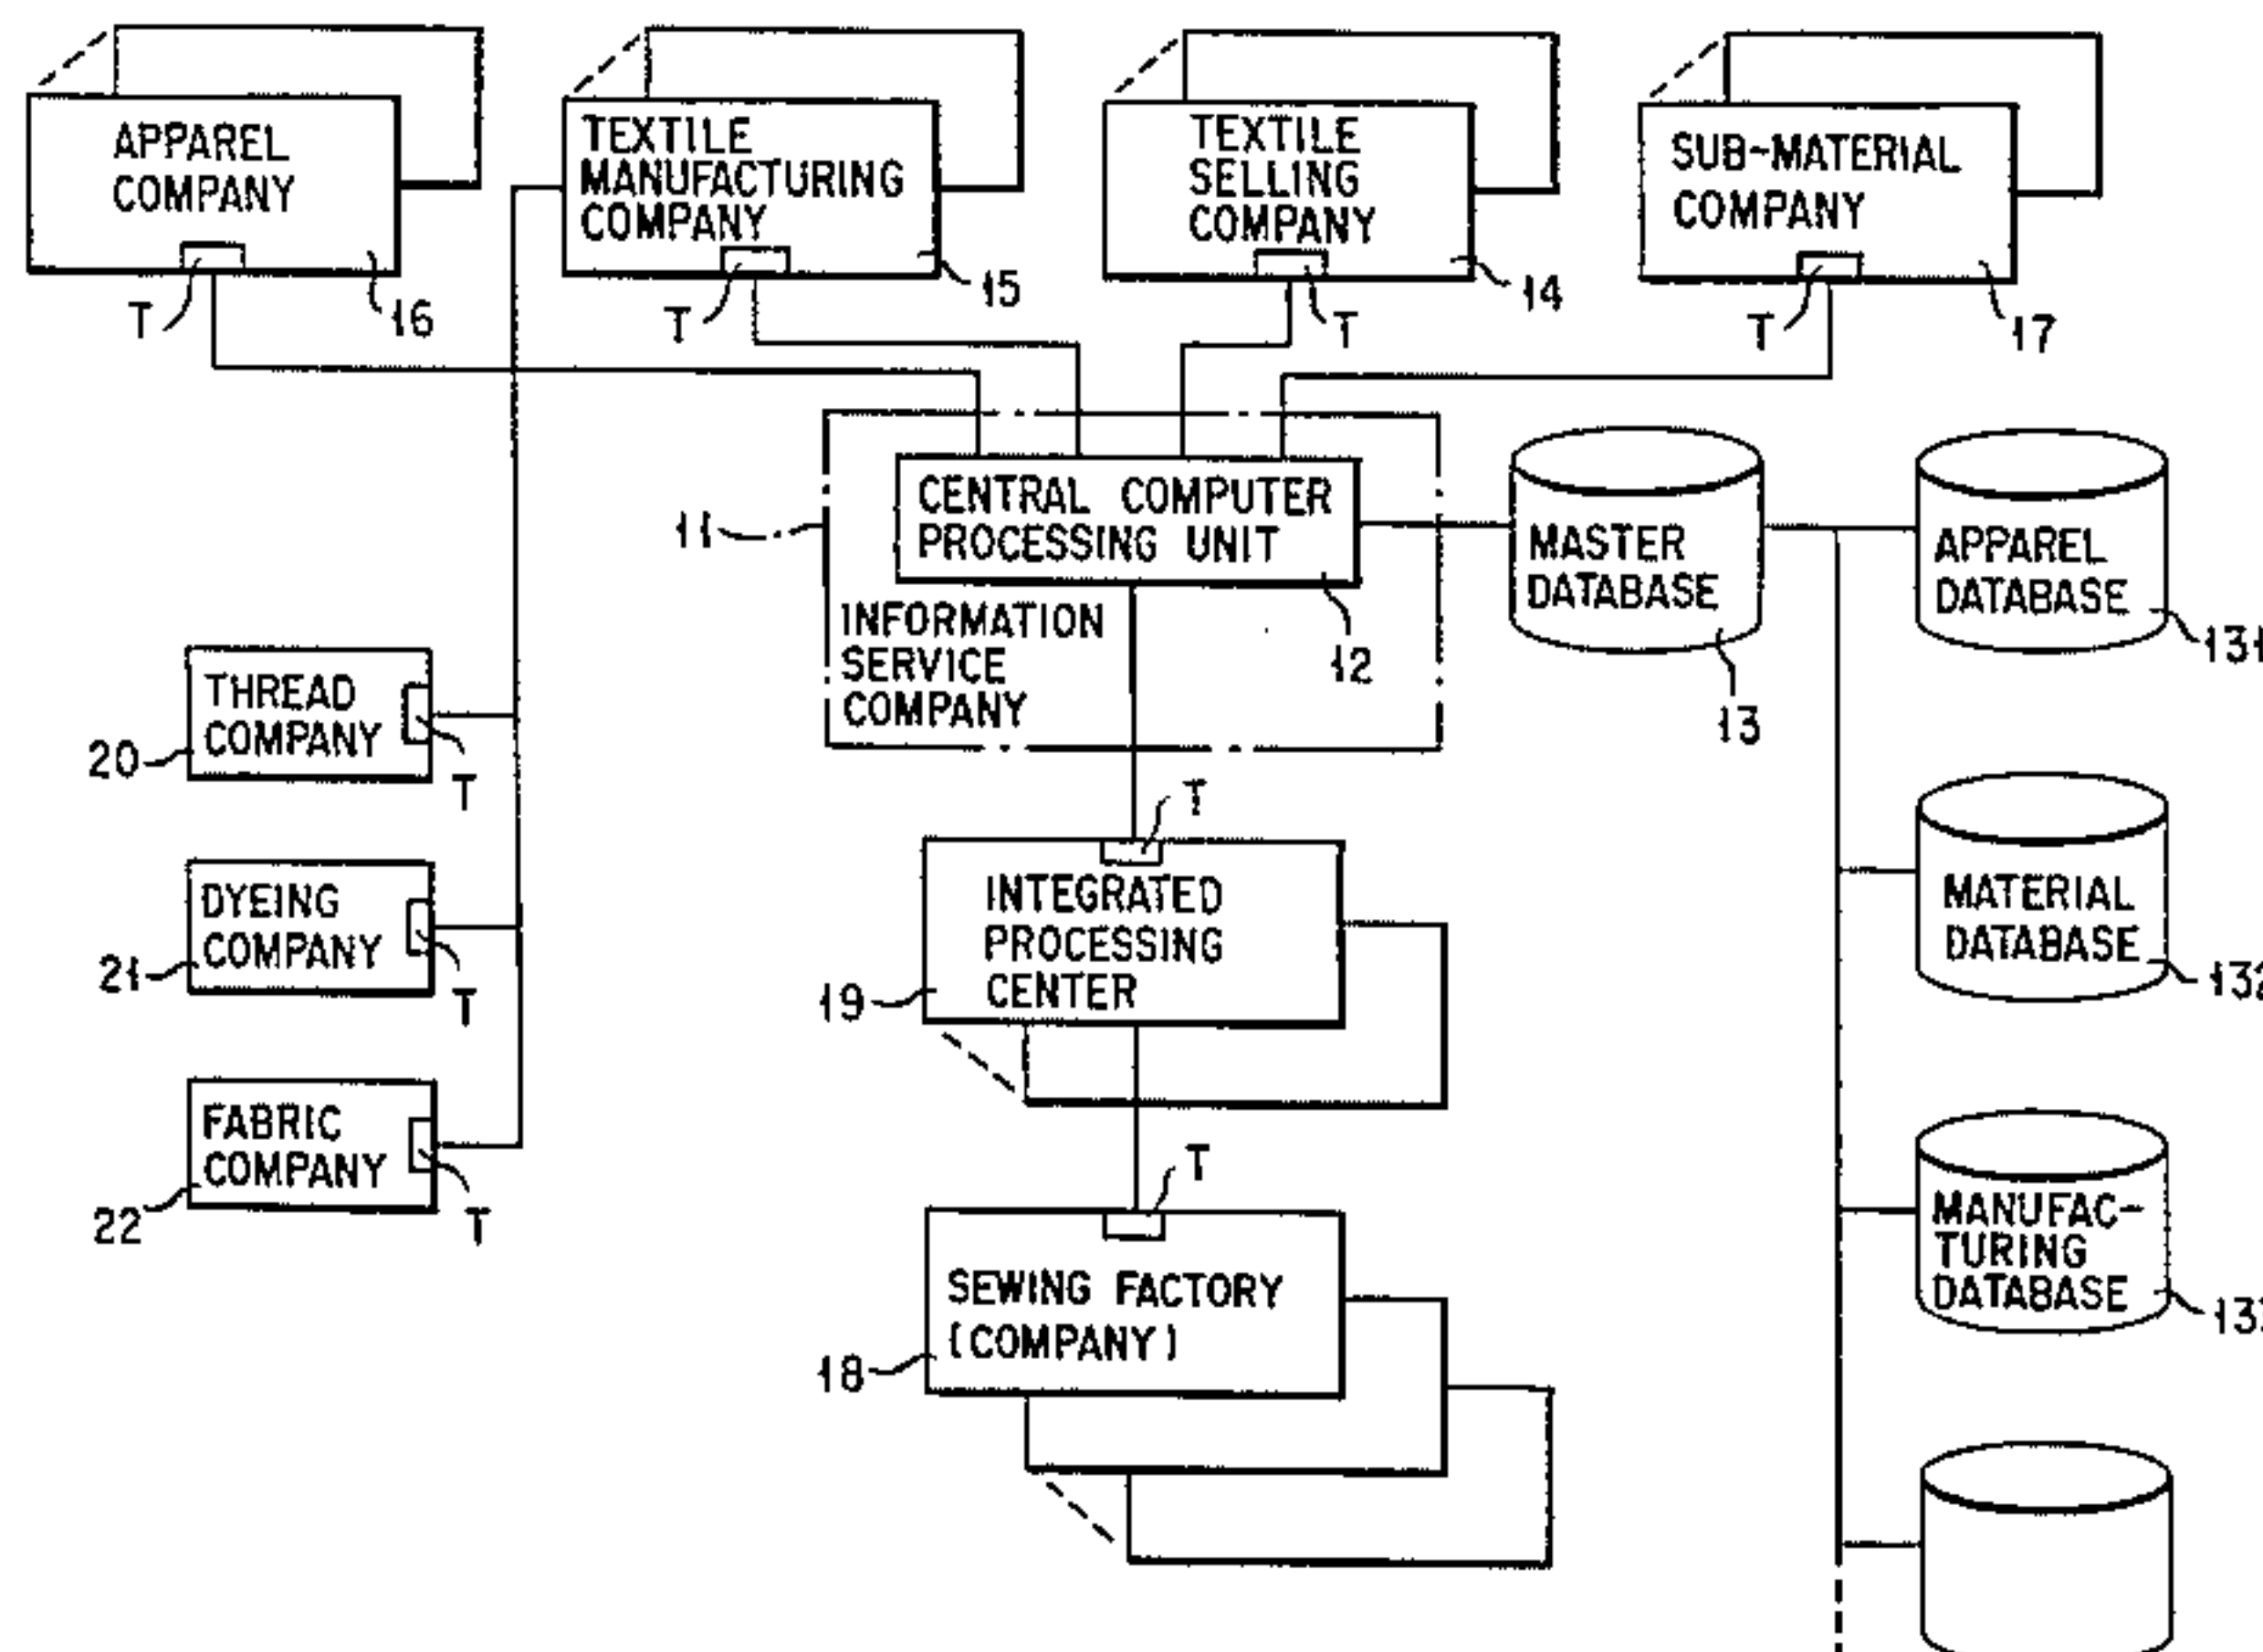 APPAREL
COMPANY
T
16
TEXTILE
MANUFACTURING
COMPANY
T
15
TEXTILE
SELLING
COMPANY
T
14
SUB-MATERIAL
COMPANY
T
17
11
CENTRAL COMPUTER
PROCESSING UNIT
INFORMATION
SERVICE
COMPANY
12
MASTER
DATABASE
13
APPAREL
DATABASE
131
THREAD
COMPANY
20
T
DYEING
COMPANY
21
T
FABRIC
COMPANY
22
T
T
INTEGRATED
PROCESSING
CENTER
19
T
SEWING FACTORY
(COMPANY)
18
MATERIAL
DATABASE
132
MANUFAC-
TURING
DATABASE